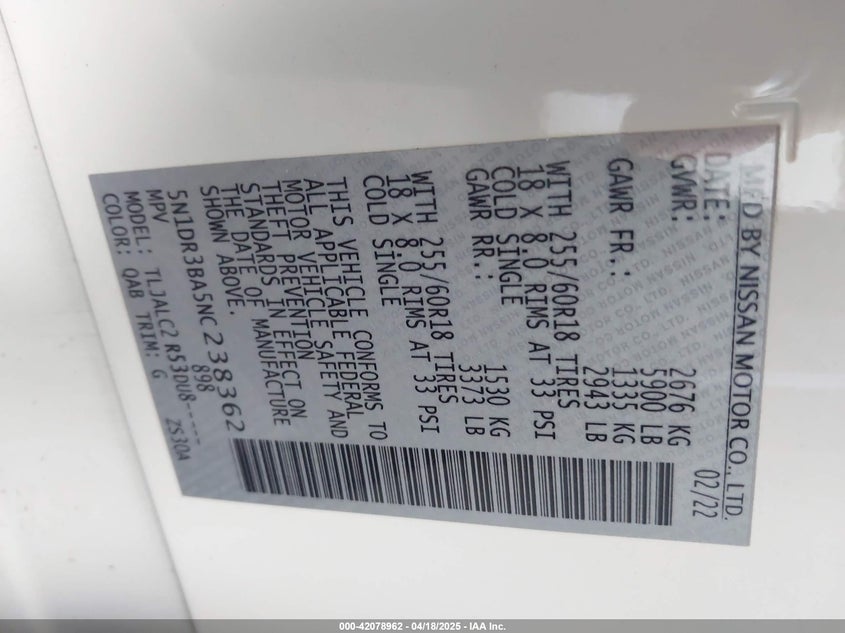 MFD BY NISSAN MOTOR CO., LTD.
DATE: 02/22
GVWR: 2676 KG
5900 LB
GAWR FR.: 1335 KG
2943 LB
WITH 255/60R18 TIRES
18 X 8.0 RIMS AT 33 PSI
COLD SINGLE
GAWR RR.: 1530 KG
3373 LB
WITH 255/60R18 TIRES
18 X 8.0 RIMS AT 33 PSI
COLD SINGLE
THIS VEHICLE CONFORMS TO
ALL APPLICABLE FEDERAL
MOTOR VEHICLE SAFETY AND
THEFT PREVENTION
STANDARDS IN EFFECT ON
THE DATE OF MANUFACTURE
SHOWN ABOVE.
5N1DR3BA5NC238362
MPV 898
MODEL: TLJALC2 R53DU8-----
COLOR: QAB TRIM: G ZS30A
000-42078962 - 04/18/2025 - IAA Inc.